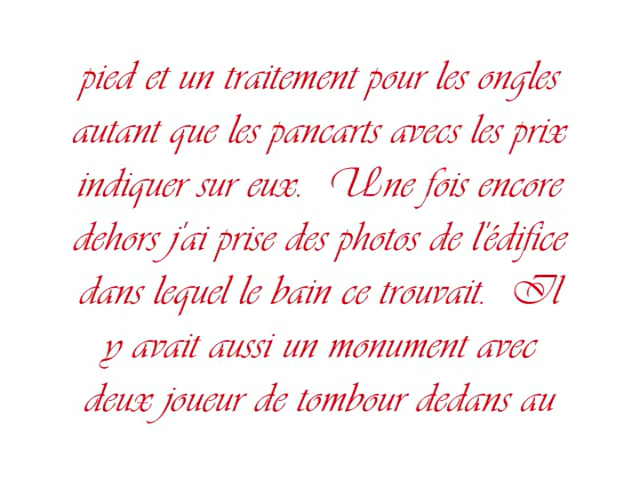 pied et un traitement pour les ongles
autant que les pancarts avecs les prix
indiquer sur eux. Une fois encore
dehors j'ai prise des photos de l'édifice
dans lequel le bain ce trouvait. Il
y avait aussi un monument avec
deux joueur de tombour dedans au